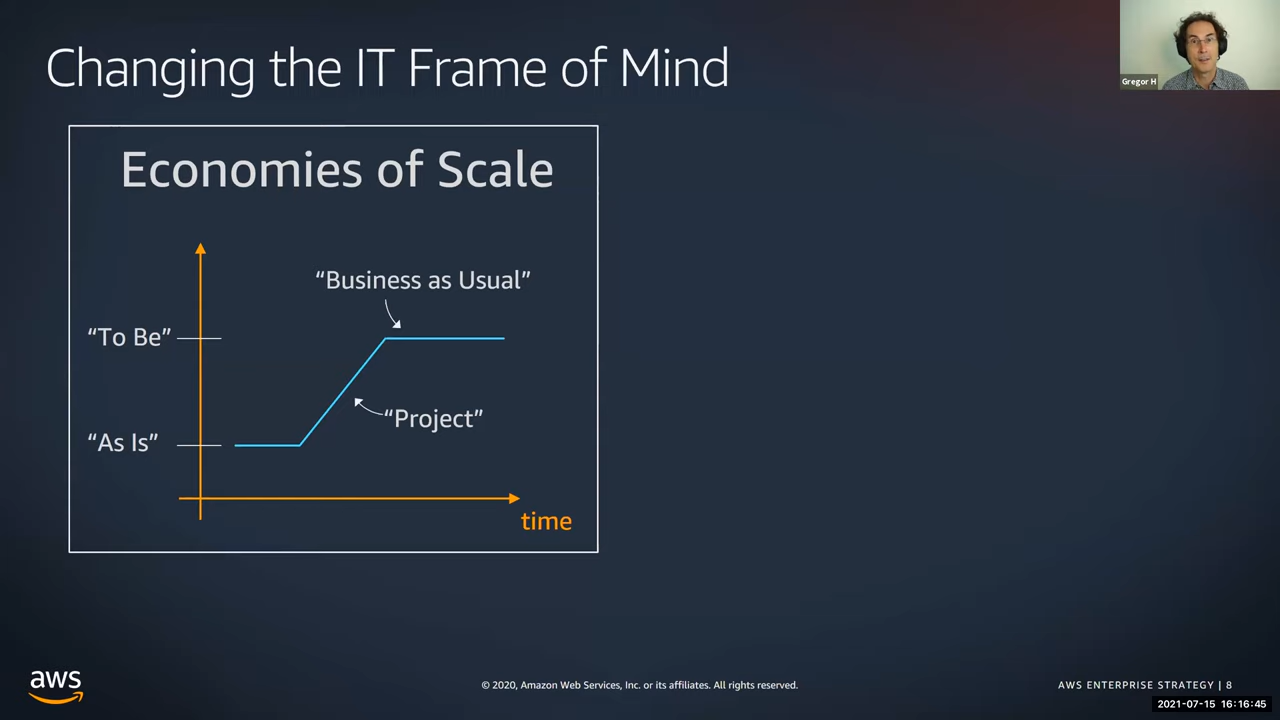 Changing the IT Frame of Mind
Gregor H
Economies of Scale
“Business as Usual”
“To Be”
“Project”
“As Is”
time
aws
© 2020, Amazon Web Services, Inc. or its affiliates. All rights reserved.
AWS ENTERPRISE STRATEGY | 8
2021-07-15 16:16:45